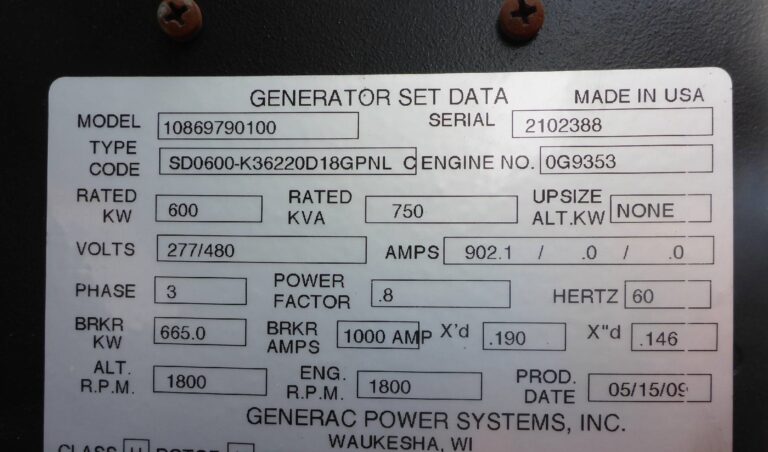 GENERATOR SET DATA MADE IN USA
MODEL 10869790100 SERIAL 2102388
TYPE CODE SD0600-K36220D18GPNL C ENGINE NO. 0G9353
RATED KW 600 RATED KVA 750 UPSIZE ALT.KW NONE
VOLTS 277/480 AMPS 902.1 / .0 / .0
PHASE 3 POWER FACTOR .8 HERTZ 60
BRKR KW 665.0 BRKR AMPS 1000 AMP X'd .190 X"d .146
ALT. R.P.M. 1800 ENG. R.P.M. 1800 PROD. DATE 05/15/09
GENERAC POWER SYSTEMS, INC.
WAUKESHA, WI
CLASS H ROTOR